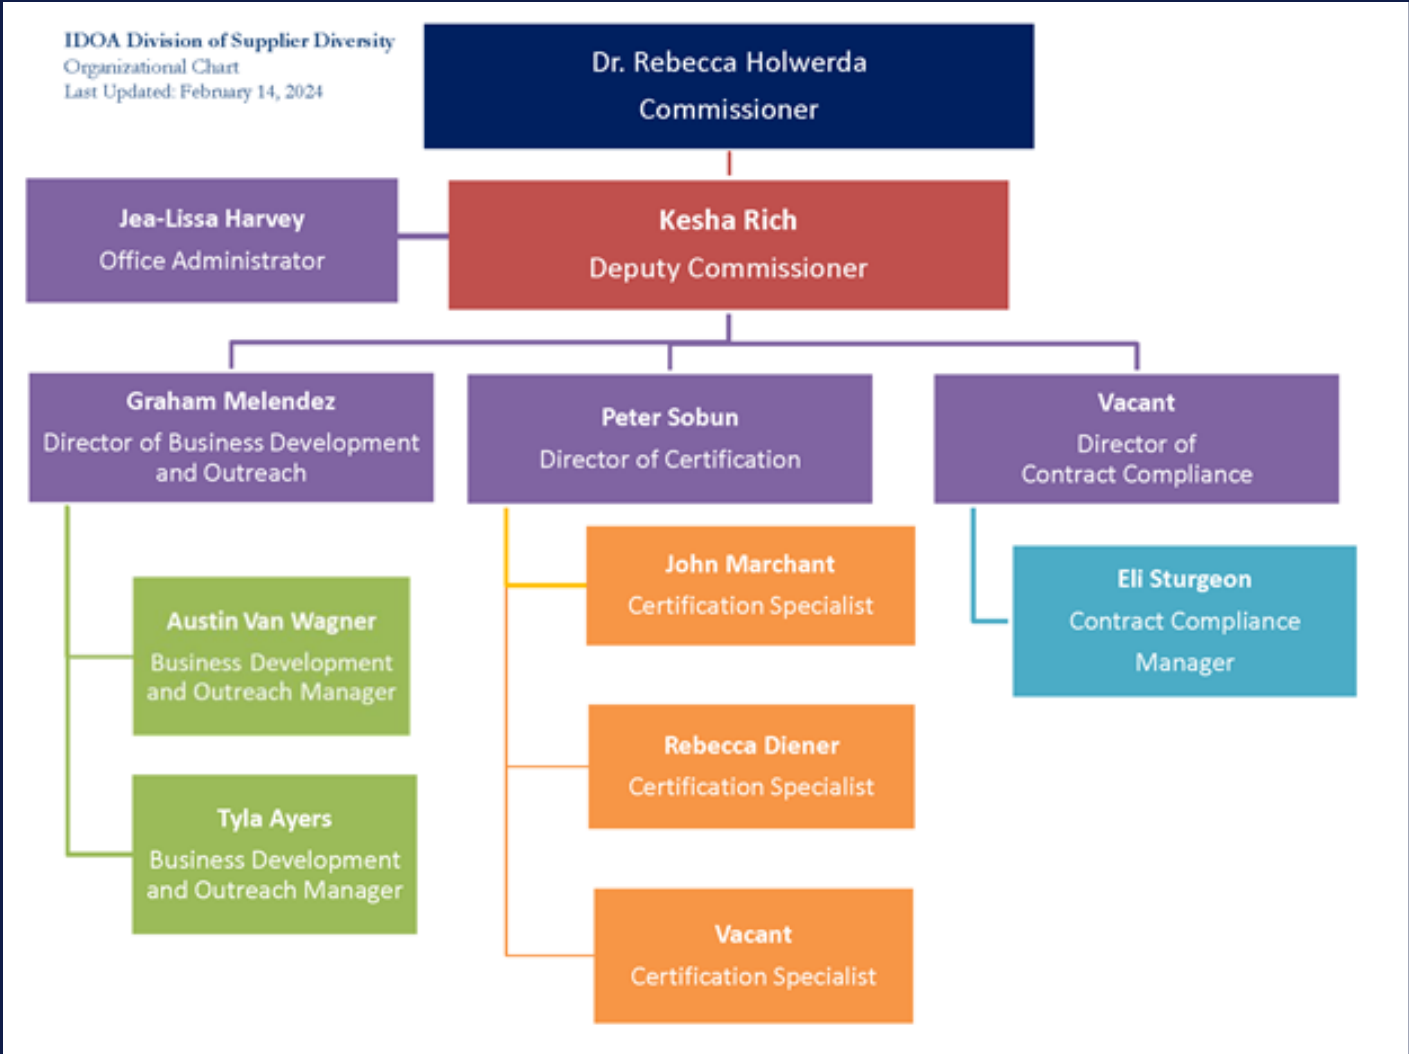 IDOA Division of Supplier Diversity
Organizational Chart
Last Updated: February 14, 2024
Dr. Rebecca Holwerda
Commissioner
Jea-Lissa Harvey
Office Administrator
Kesha Rich
Deputy Commissioner
Graham Melendez
Director of Business Development
and Outreach
Peter Sobun
Director of Certification
Vacant
Director of
Contract Compliance
Austin Van Wagner
Business Development
and Outreach Manager
Tyla Ayers
Business Development
and Outreach Manager
John Marchant
Certification Specialist
Rebecca Diener
Certification Specialist
Vacant
Certification Specialist
Eli Sturgeon
Contract Compliance
Manager